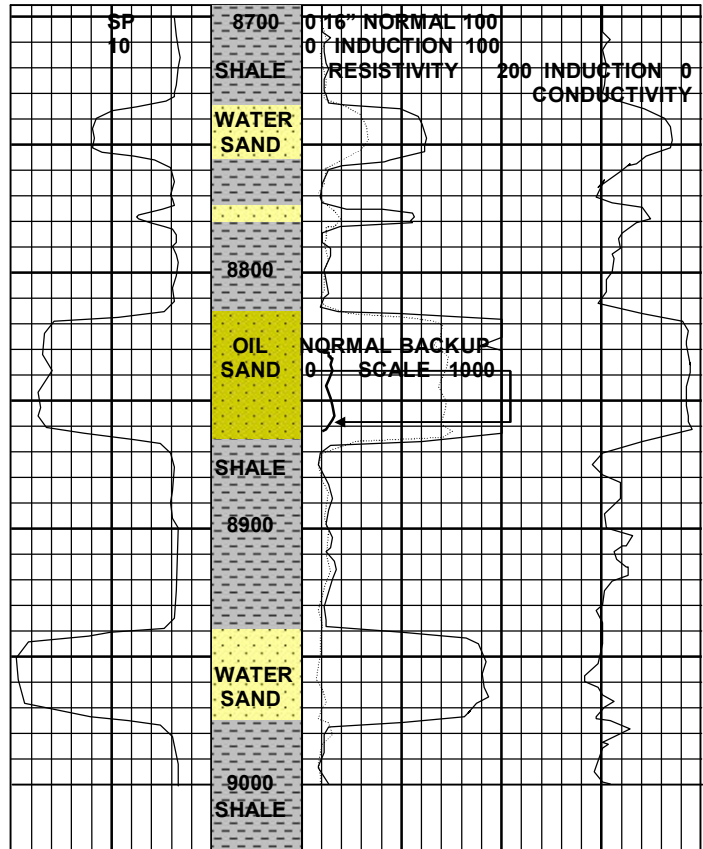 SP
10
8700
0 16” NORMAL 100
0 INDUCTION 100
SHALE
RESISTIVITY
200 INDUCTION 0
CONDUCTIVITY
WATER
SAND
8800
OIL
SAND
NORMAL BACKUP
0 SCALE 1000
SHALE
8900
WATER
SAND
9000
SHALE